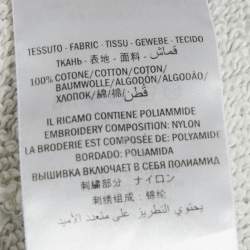 TESSUTO - FABRIC - TISSU - GEWEBE - TECIDO
ТКАНЬ - 表地 - 面料 - قماش
100% COTONE/COTTON/COTON/
BAUMWOLLE/ALGODON/ALGODÃO/
ХЛОПОК/綿/棉/قطن
IL RICAMO CONTIENE POLIAMMIDE
EMBROIDERY COMPOSITION: NYLON
LA BRODERIE EST COMPOSÉE DE: POLYAMIDE
BORDADO: POLIAMIDA
ВЫШИВКА ВКЛЮЧАЕТ В СЕБЯ ПОЛИАМИД
刺繍部分 ナイロン
刺绣组成: 锦纶
يحتوي التطريز على